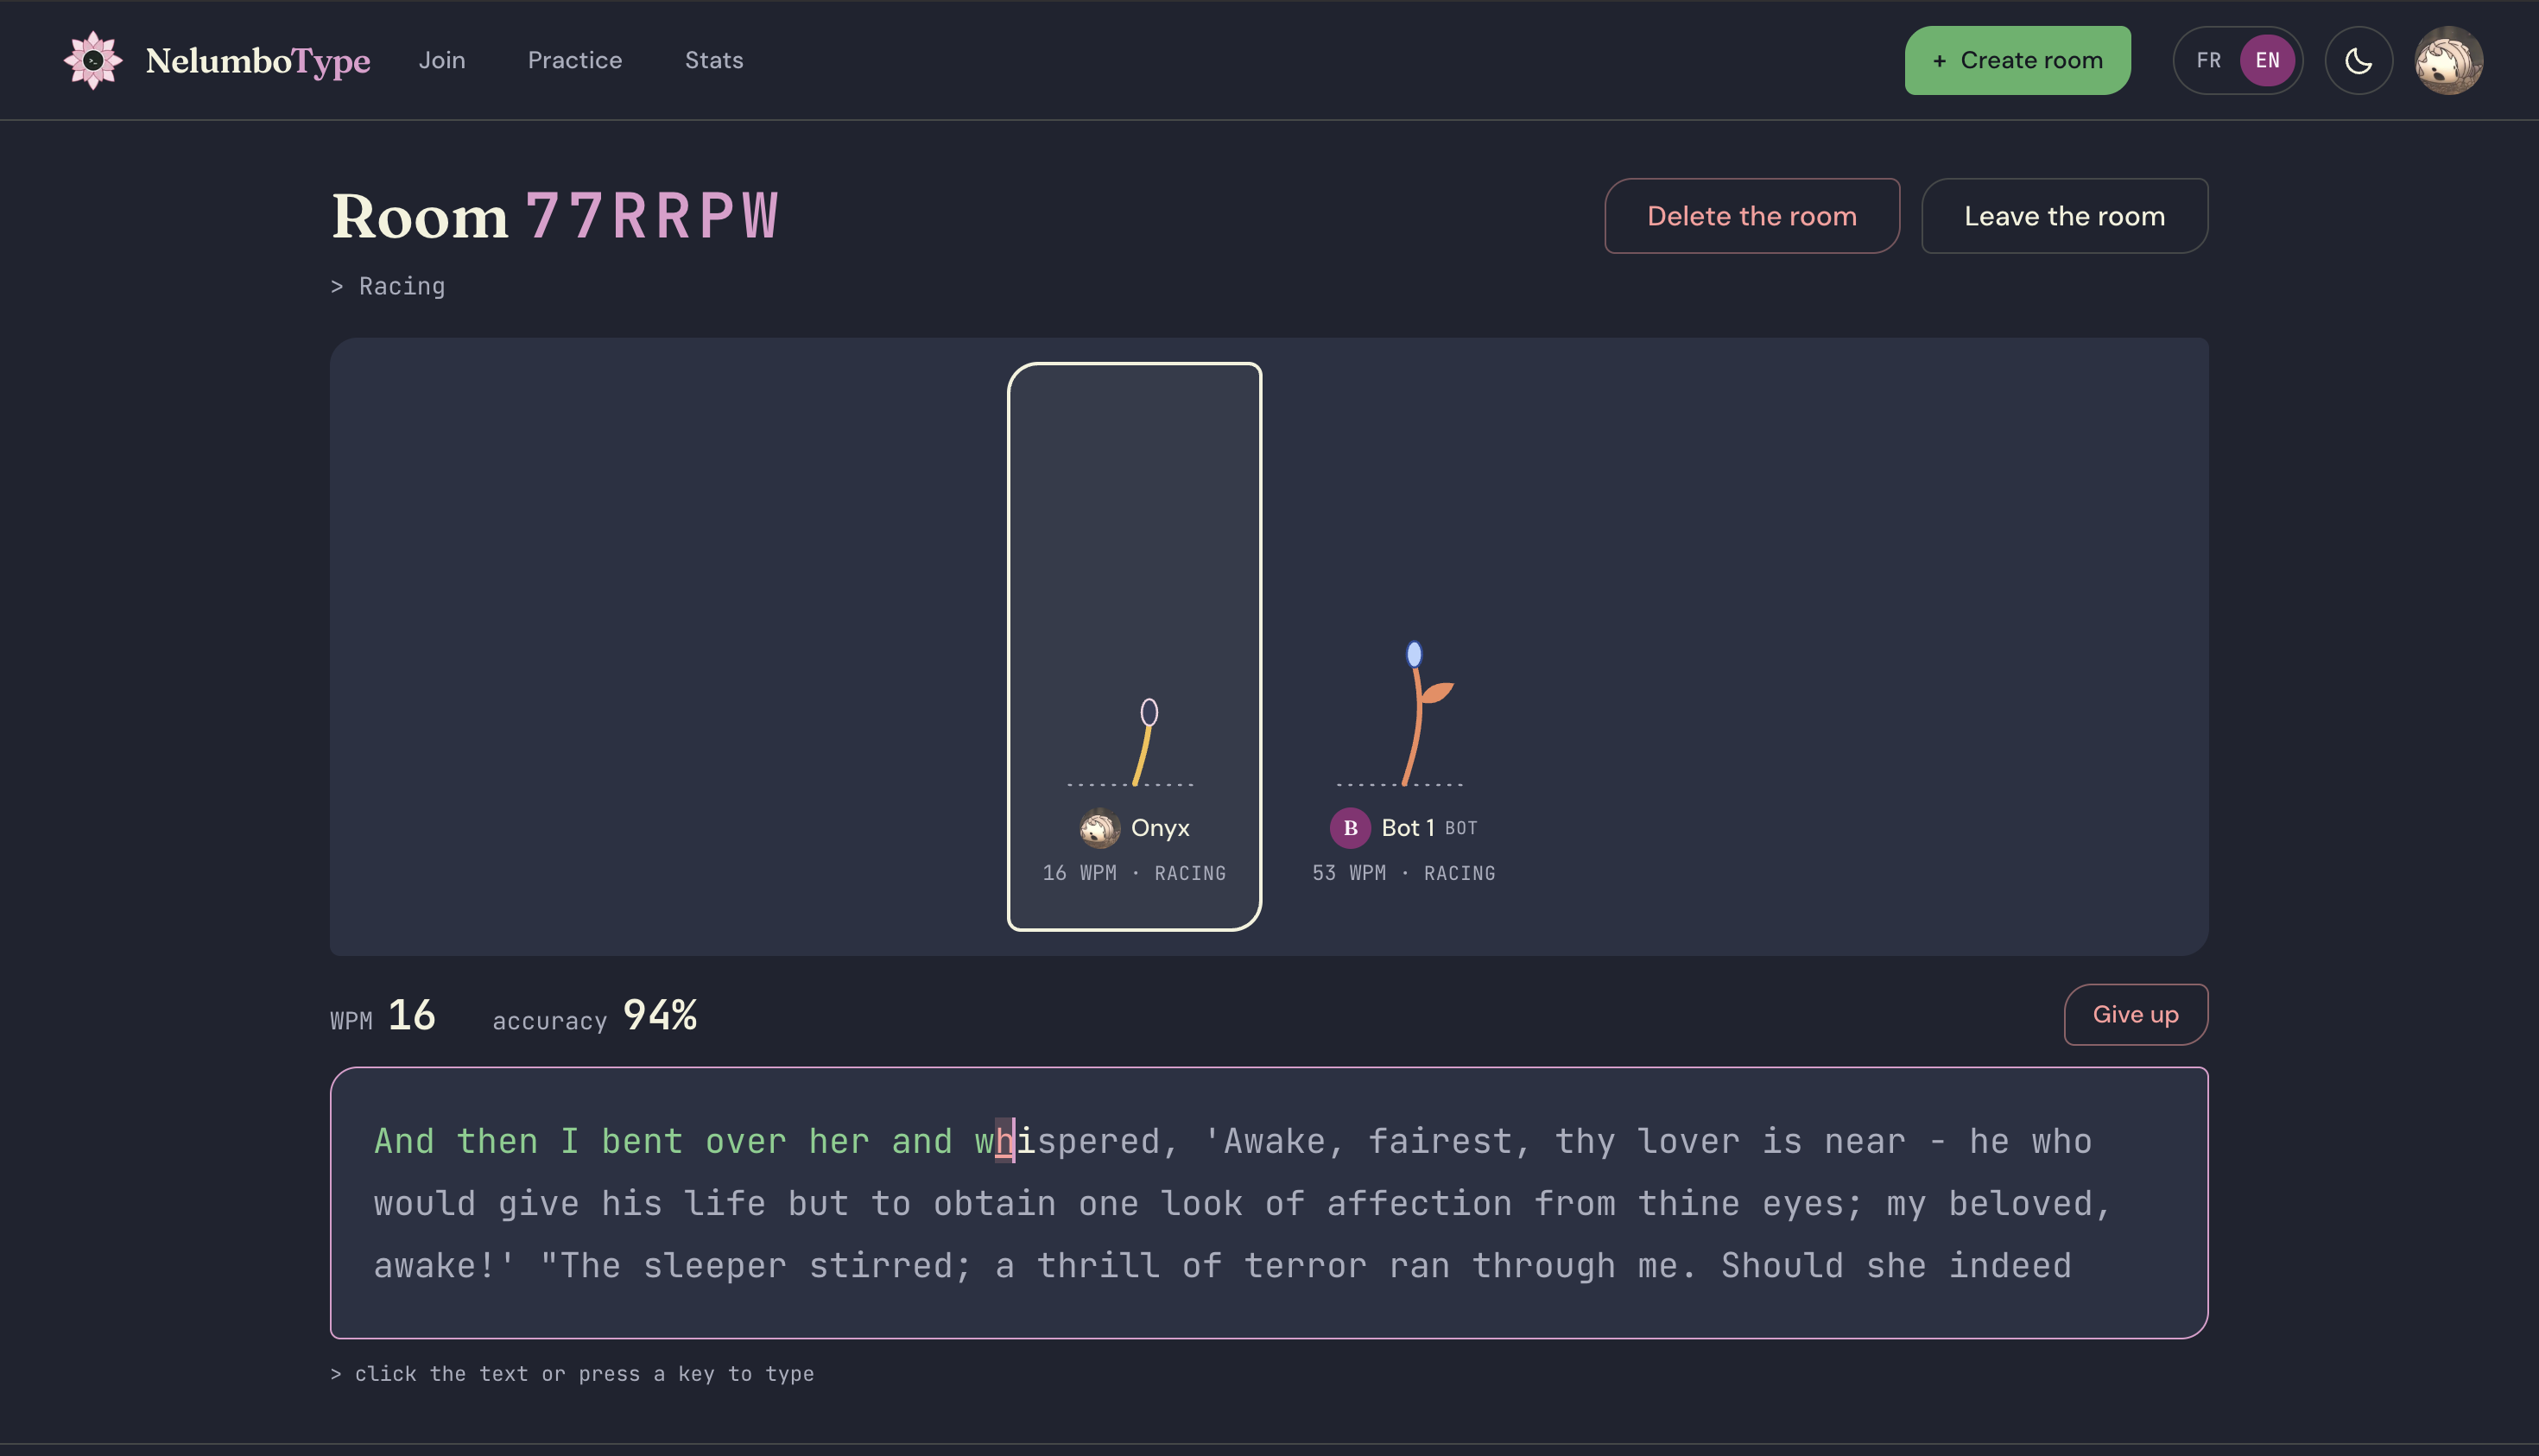 NelumboType Join Practice Stats + Create room FR EN
Room 77RRPW Delete the room Leave the room
> Racing
Onyx Bot 1 BOT
16 WPM · RACING 53 WPM · RACING
WPM 16 accuracy 94% Give up
And then I bent over her and whispered, 'Awake, fairest, thy lover is near - he who
would give his life but to obtain one look of affection from thine eyes; my beloved,
awake!' "The sleeper stirred; a thrill of terror ran through me. Should she indeed
> click the text or press a key to type